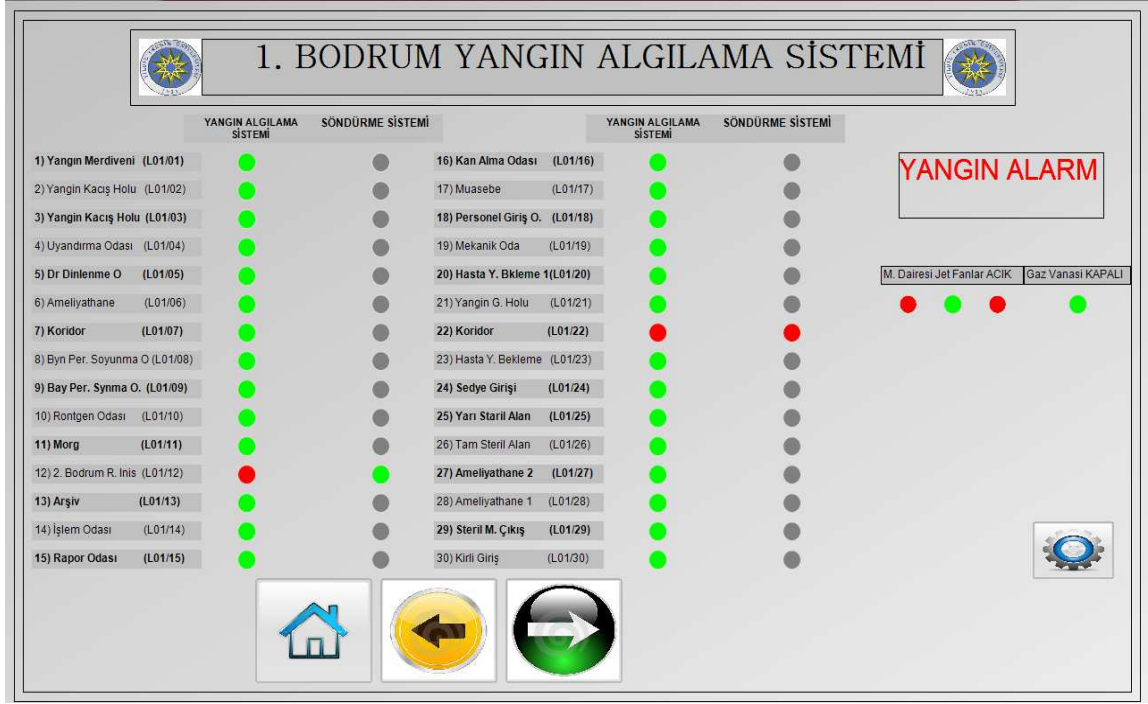 1. BODRUM YANGIN ALGILAMA SİSTEMİ
YANGIN ALGILAMA
SİSTEMİ
SÖNDÜRME SİSTEMİ
YANGIN ALGILAMA
SİSTEMİ
SÖNDÜRME SİSTEMİ
1) Yangın Merdiveni (L01/01)
2) Yangin Kacış Holu (L01/02)
3) Yangin Kacış Holu (L01/03)
4) Uyandırma Odası (L01/04)
5) Dr Dinlenme O (L01/05)
6) Ameliyathane (L01/06)
7) Koridor (L01/07)
8) Byn Per. Soyunma O (L01/08)
9) Bay Per. Synma O. (L01/09)
10) Rontgen Odası (L01/10)
11) Morg (L01/11)
12) 2. Bodrum R. Inis (L01/12)
13) Arşiv (L01/13)
14) İşlem Odası (L01/14)
15) Rapor Odası (L01/15)
16) Kan Alma Odası (L01/16)
17) Muasebe (L01/17)
18) Personel Giriş O. (L01/18)
19) Mekanik Oda (L01/19)
20) Hasta Y. Bkleme 1(L01/20)
21) Yangin G. Holu (L01/21)
22) Koridor (L01/22)
23) Hasta Y. Bekleme (L01/23)
24) Sedye Girişi (L01/24)
25) Yarı Staril Alan (L01/25)
26) Tam Steril Alan (L01/26)
27) Ameliyathane 2 (L01/27)
28) Ameliyathane 1 (L01/28)
29) Steril M. Çıkış (L01/29)
30) Kirli Giriş (L01/30)
YANGIN ALARM
M. Dairesi Jet Fanlar ACIK
Gaz Vanasi KAPALI